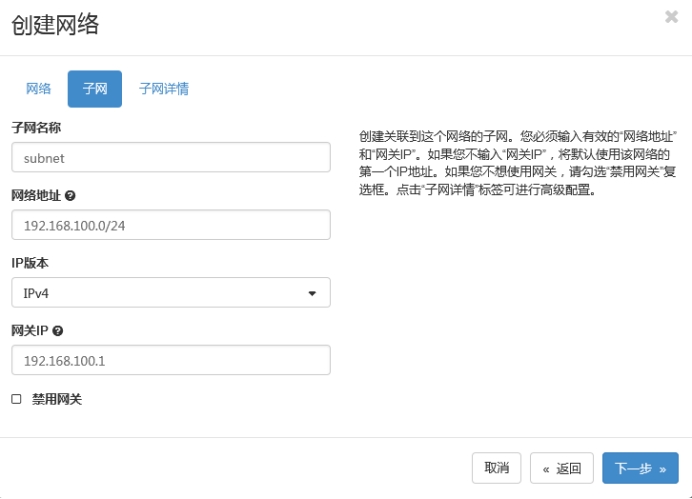 创建网络
网络 子网 子网详情
子网名称
subnet
网络地址
192.168.100.0/24
IP版本
IPv4
网关IP
192.168.100.1
禁用网关
创建关联到这个网络的子网。您必须输入有效的“网络地址”
和“网关IP”。如果您不输入“网关IP”，将默认使用该网络的
第一个IP地址。如果您不想使用网关，请勾选“禁用网关”复
选框。点击“子网详情”标签可进行高级配置。
取消 « 返回 下一步 »